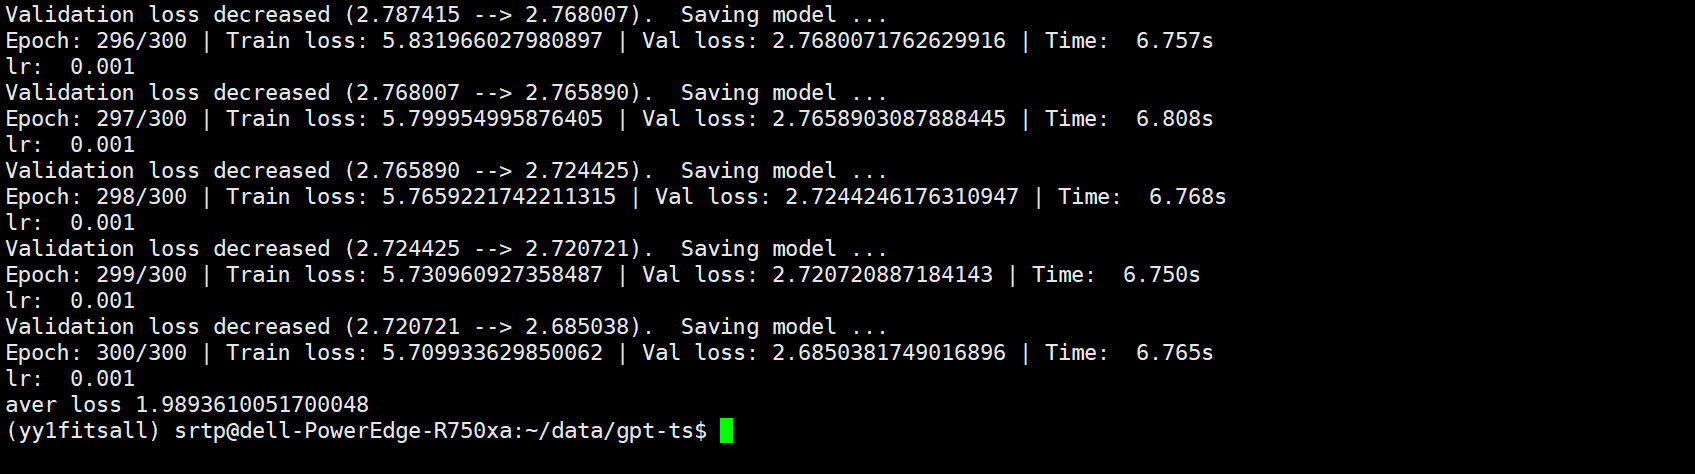 Validation loss decreased (2.787415 --> 2.768007).  Saving model ...
Epoch: 296/300 | Train loss: 5.831966027980897 | Val loss: 2.7680071762629916 | Time:  6.757s
lr:  0.001
Validation loss decreased (2.768007 --> 2.765890).  Saving model ...
Epoch: 297/300 | Train loss: 5.799954995876405 | Val loss: 2.7658903087888445 | Time:  6.808s
lr:  0.001
Validation loss decreased (2.765890 --> 2.724425).  Saving model ...
Epoch: 298/300 | Train loss: 5.7659221742211315 | Val loss: 2.7244246176310947 | Time:  6.768s
lr:  0.001
Validation loss decreased (2.724425 --> 2.720721).  Saving model ...
Epoch: 299/300 | Train loss: 5.730960927358487 | Val loss: 2.720720887184143 | Time:  6.750s
lr:  0.001
Validation loss decreased (2.720721 --> 2.685038).  Saving model ...
Epoch: 300/300 | Train loss: 5.709933629850062 | Val loss: 2.6850381749016896 | Time:  6.765s
lr:  0.001
aver loss 1.9893610051700048
(yy1fitsall) srtp@dell-PowerEdge-R750xa:~/data/gpt-ts$